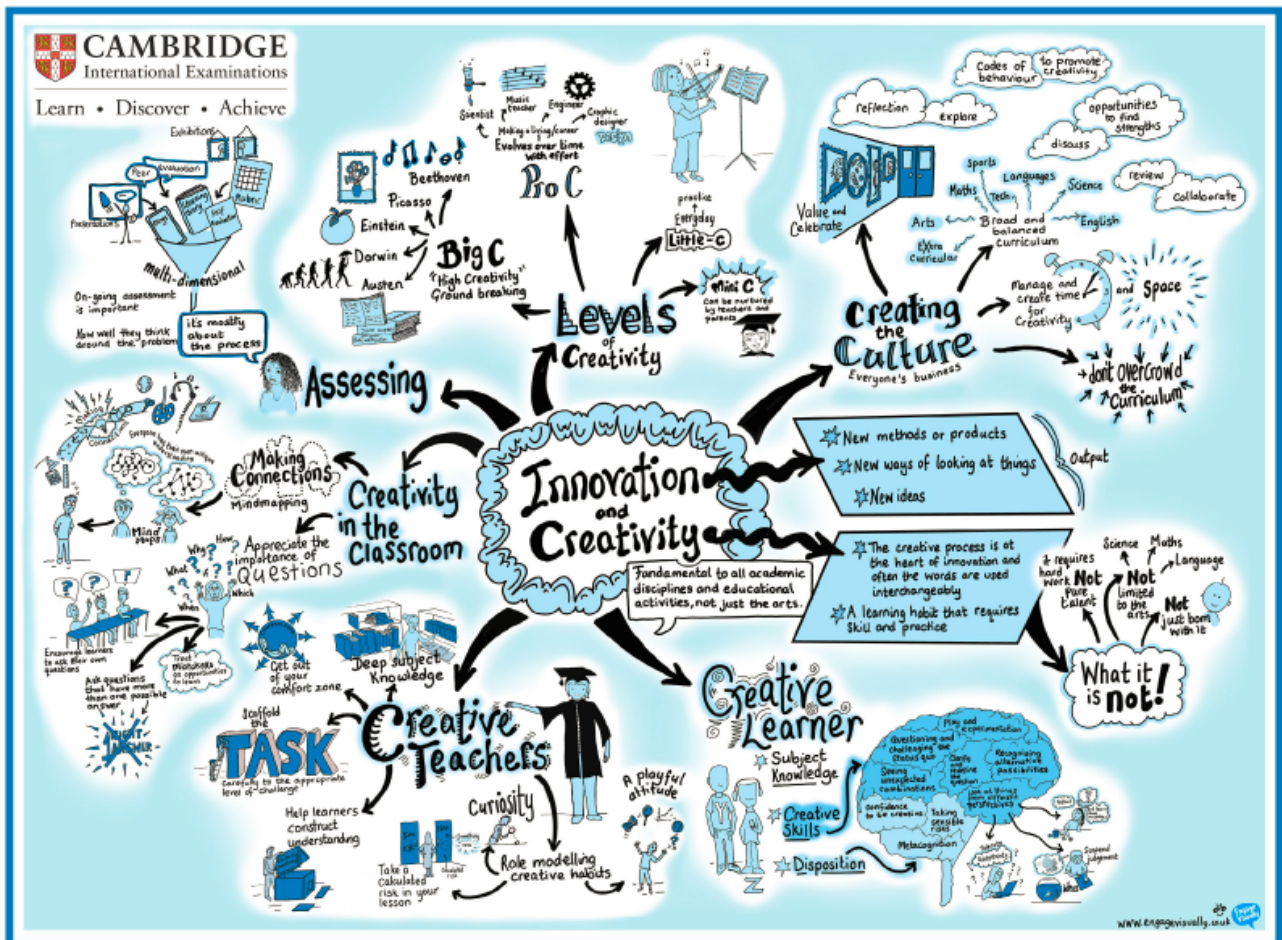 CAMBRIDGE
International Examinations
Learn • Discover • Achieve
Innovation
and
Creativity
Fundamental to all academic
disciplines and educational
activities, not just the arts.
Assessing
it's mostly
about
the process
On-going assessment
is important
How well they think
around the problem
multi-dimensional
Presentations
Peer
Evaluation
Exhibitions
Rubric
Levels
of
Creativity
Big C
"High Creativity"
Ground breaking
Beethoven
Picasso
Einstein
Darwin
Austen
Pro C
Evolves over time
with effort
Making a living/career
Scientist
Music
teacher
Engineer
Graphic
designer
Little-c
Everyday
practice
Mini C
Can be nurtured
by teachers and
parents
Creating
the
Culture
Everyone's business
Value and
Celebrate
Broad and
balanced
curriculum
Arts
Maths
Sports
Tech
Languages
Science
English
Extra
Curricular
reflection
explore
Codes of
behaviour
to promote
creativity
opportunities
to find
strengths
discuss
review
collaborate
Manage and
create time
for
Creativity
and
Space
don't overcrowd
the
Curriculum
New methods or products
New ways of looking at things
New ideas
Output
The creative process is at
the heart of innovation and
often the words are used
interchangeably
A learning habit that requires
skill and practice
What it
is not!
it requires
hard
work
Not
pure
talent
Science
Maths
Language
Not
limited
to the
arts
Not
just born
with it
Creativity
in the
Classroom
Making
Connections
Mindmapping
Mind
maps
Appreciate the
importance of
Questions
Why?
How?
What?
When
Which
Encourage learners
to ask their own
questions
Treat
mistakes
as opportunities
to learn
Ask questions
that have more
than one possible
answer
RIGHT
ANSWER
Creative
Teachers
Deep subject
Knowledge
Get out
of your
comfort zone
Scaffold
the
TASK
Carefully to the appropriate
level of challenge
Help learners
construct
understanding
Role modelling
creative habits
Curiosity
Take a
calculated
risk in your
lesson
A playful
attitude
Creative
Learner
Subject
Knowledge
Creative
Skills
Disposition
Play and
experimentation
Questioning and
challenging the
status quo
Recognising
alternative
possibilities
Seeing
unexpected
combinations
Look at things
from different
perspectives
Confidence
to be creative
Taking
sensible
risks
Metacognition
Suspend
judgement
www.engagevisually.co.uk
Engage
Visually